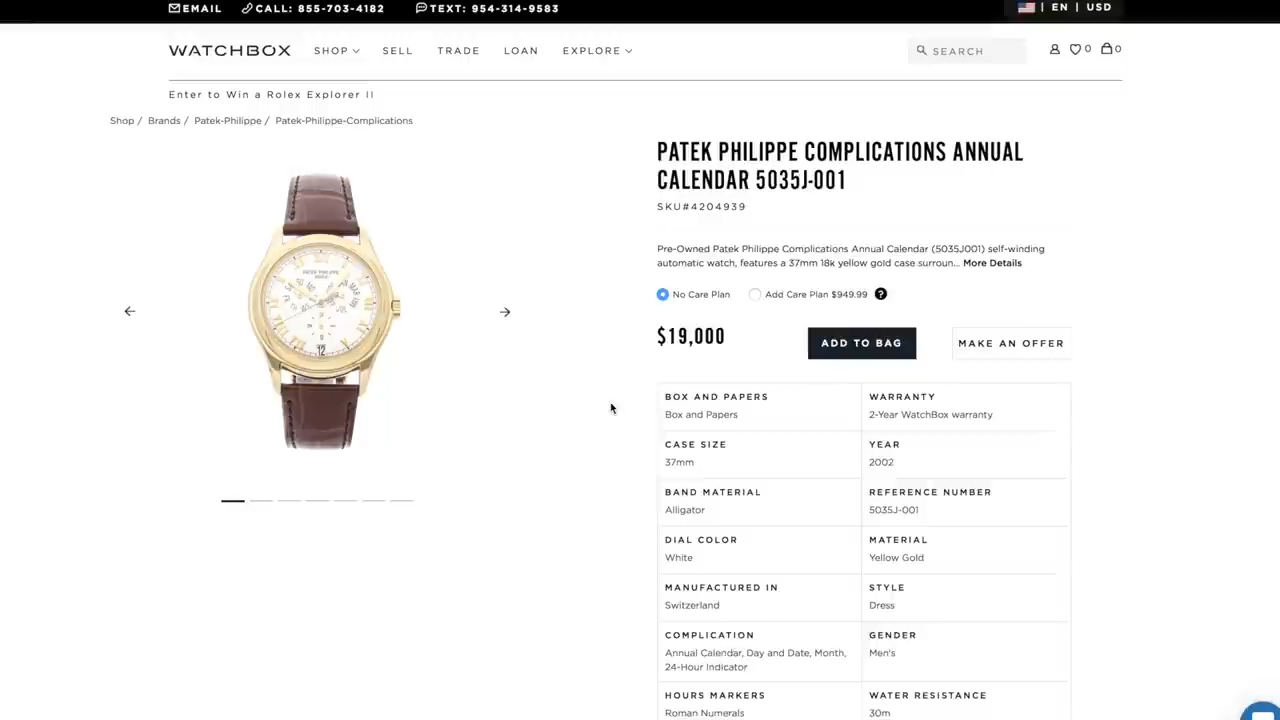 EMAIL CALL: 855-703-4182 TEXT: 954-314-9583 | EN | USD
WATCHBOX SHOP SELL TRADE LOAN EXPLORE SEARCH 0 0
Enter to Win a Rolex Explorer II
Shop / Brands / Patek-Philippe / Patek-Philippe-Complications
PATEK PHILIPPE COMPLICATIONS ANNUAL
CALENDAR 5035J-001
SKU#4204939
Pre-Owned Patek Philippe Complications Annual Calendar (5035J001) self-winding
automatic watch, features a 37mm 18k yellow gold case surroun... More Details
No Care Plan Add Care Plan $949.99 ?
$19,000 ADD TO BAG MAKE AN OFFER
BOX AND PAPERS WARRANTY
Box and Papers 2-Year WatchBox warranty
CASE SIZE YEAR
37mm 2002
BAND MATERIAL REFERENCE NUMBER
Alligator 5035J-001
DIAL COLOR MATERIAL
White Yellow Gold
MANUFACTURED IN STYLE
Switzerland Dress
COMPLICATION GENDER
Annual Calendar, Day and Date, Month, Men's
24-Hour Indicator
HOURS MARKERS WATER RESISTANCE
Roman Numerals 30m
PATEK PHILIPPE
12